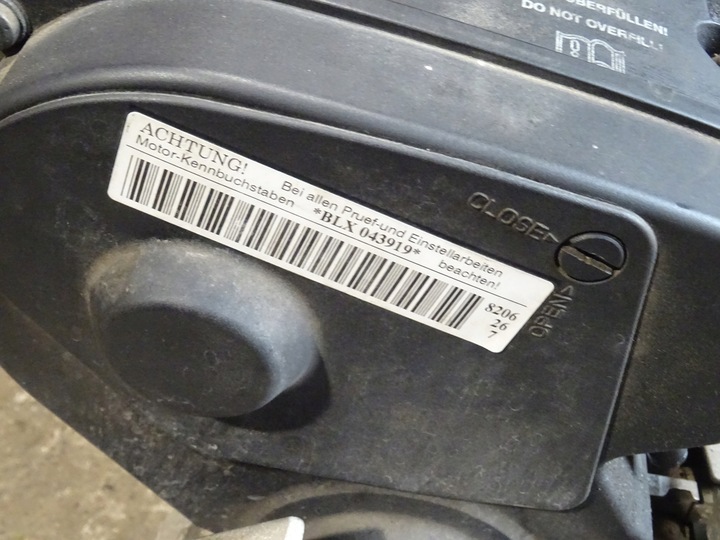 ÜBERFÜLLEN!
DO NOT OVERFILL!
ACHTUNG! Bei allen Pruef-und Einstellarbeiten
Motor-Kennbuchstaben *BLX 043919* beachten!
8206
26
7
CLOSE
OPEN